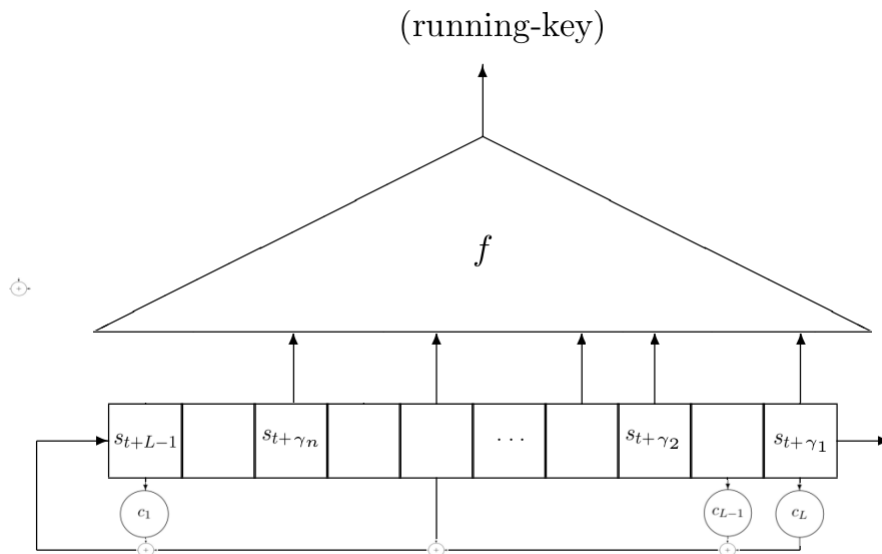 (running-key)
f
s_{t+L−1} s_{t+γ_n} ··· s_{t+γ_2} s_{t+γ_1}
c_1 c_{L−1} c_L